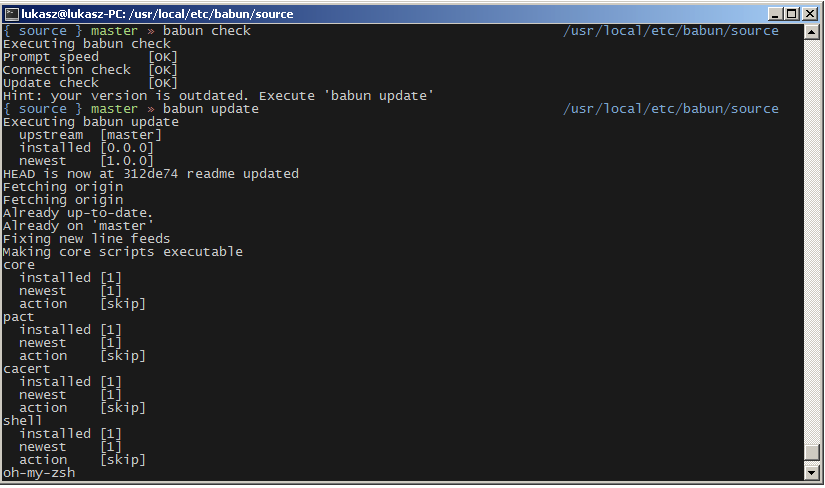 lukasz@lukasz-PC: /usr/local/etc/babun/source
{ source } master » babun check /usr/local/etc/babun/source
Executing babun check
Prompt speed      [OK]
Connection check  [OK]
Update check      [OK]
Hint: your version is outdated. Execute 'babun update'
{ source } master » babun update /usr/local/etc/babun/source
Executing babun update
  upstream  [master]
  installed [0.0.0]
  newest    [1.0.0]
HEAD is now at 312de74 readme updated
Fetching origin
Fetching origin
Already up-to-date.
Already on 'master'
Fixing new line feeds
Making core scripts executable
core
  installed [1]
  newest    [1]
  action    [skip]
pact
  installed [1]
  newest    [1]
  action    [skip]
cacert
  installed [1]
  newest    [1]
  action    [skip]
shell
  installed [1]
  newest    [1]
  action    [skip]
oh-my-zsh